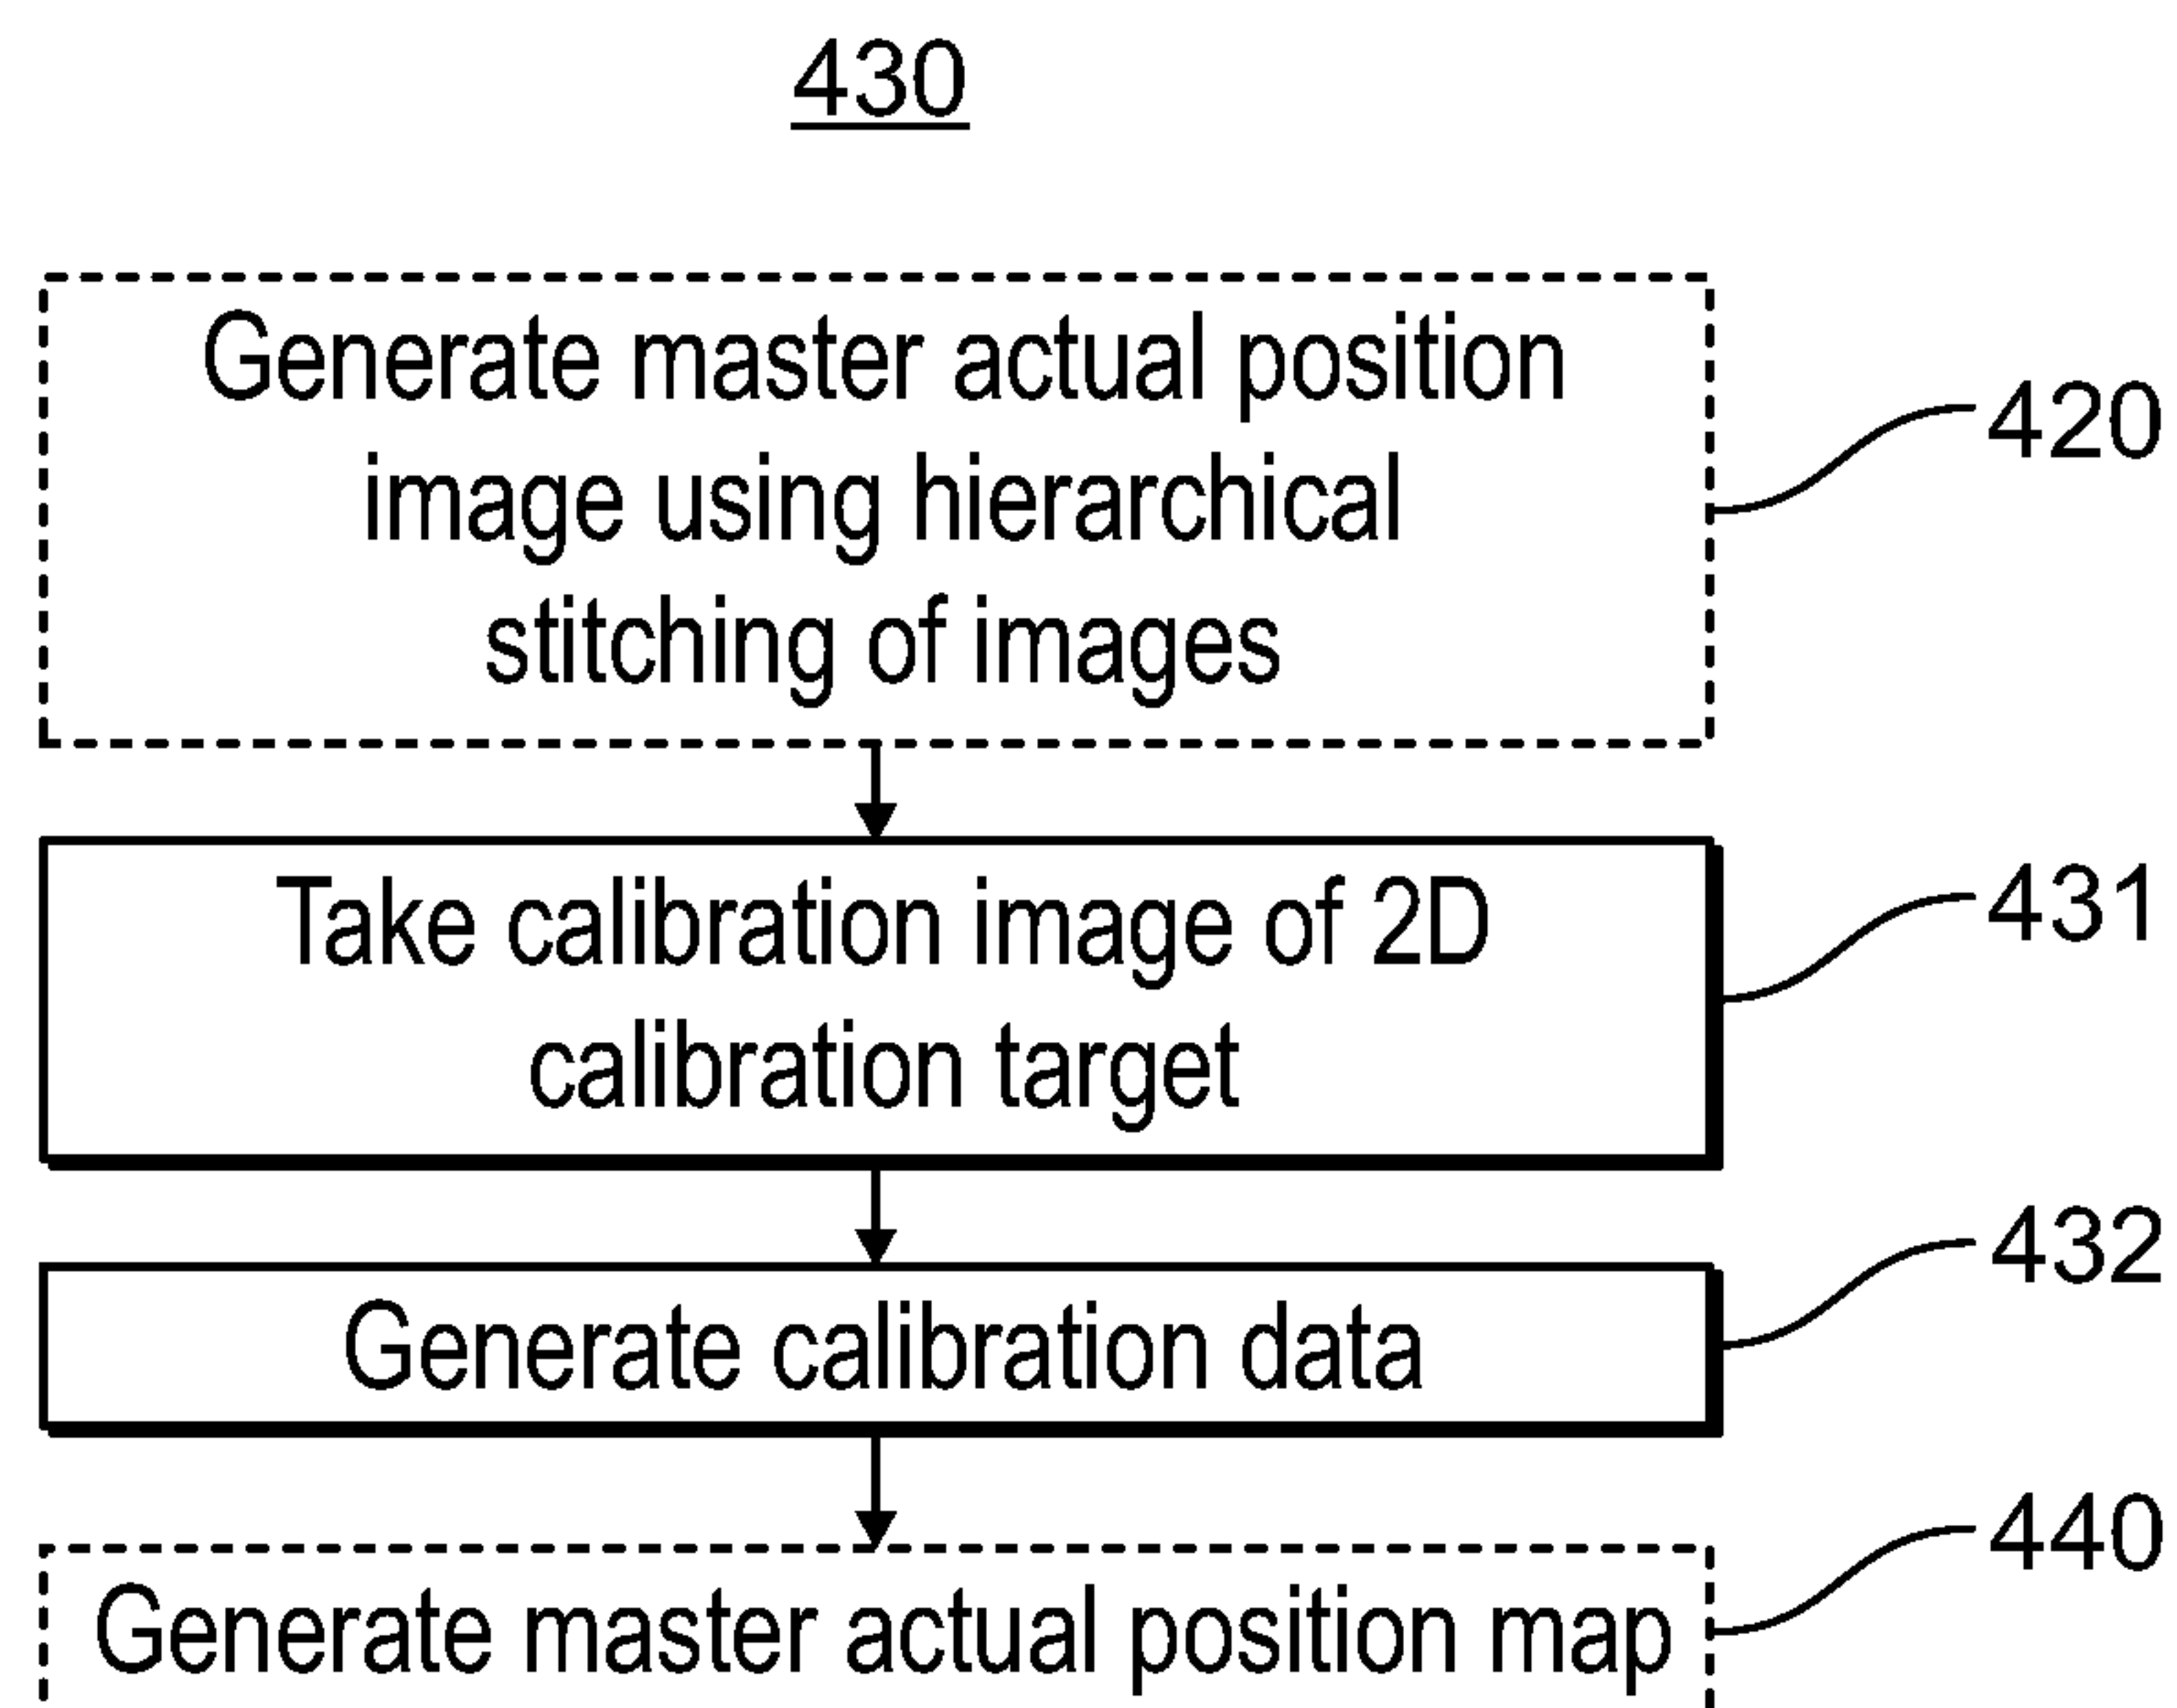 430
Generate master actual position
image using hierarchical
stitching of images
420
Take calibration image of 2D
calibration target
431
Generate calibration data
432
Generate master actual position map
440